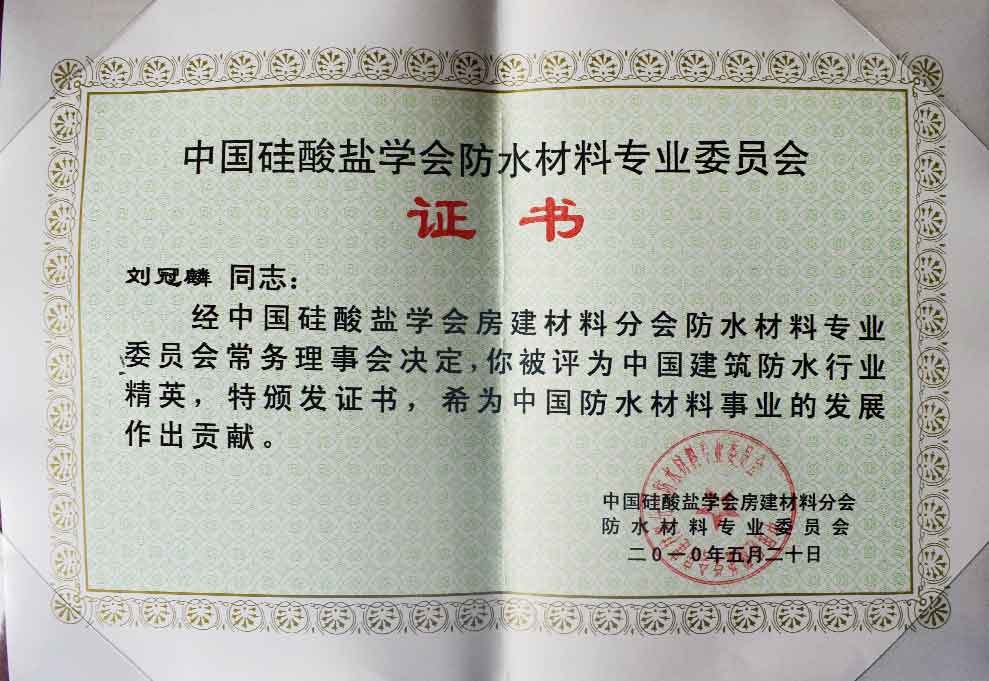 中国硅酸盐学会防水材料专业委员会
证书
刘冠麟 同志：
经中国硅酸盐学会房建材料分会防水材料专业
委员会常务理事会决定，你被评为中国建筑防水行业
精英，特颁发证书，希为中国防水材料事业的发展
作出贡献。
中国硅酸盐学会房建材料分会
防水材料专业委员会
二0一0年五月二十日